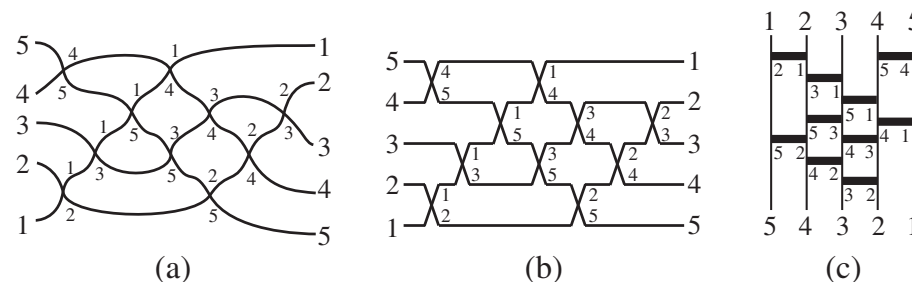 5 4 1 1
4 5 4 3 2 2
3 1 1 5 3 4 3 3
2 1 3 5 2 4 4
1 2 2 5 5
(a)
5 4 1 1
4 5 4 2
1 5 3 4 2 3
3 3
1 3 3 5 2 4
2 4
1 2 2 5
1 5
(b)
1 2 3 4 5
2 1 5 4
3 1
5 1
5 3 4 1
5 2 4 3
4 2
3 2
5 4 3 2 1
(c)